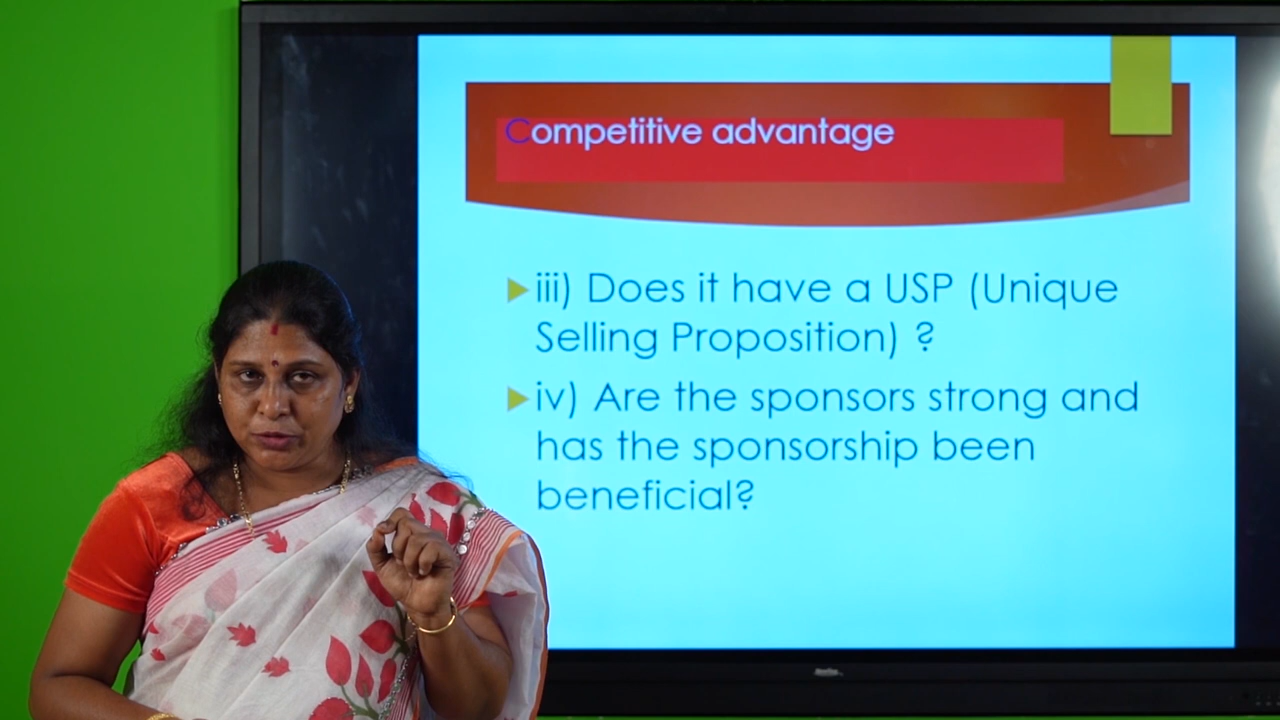 Competitive advantage
iii) Does it have a USP (Unique
Selling Proposition) ?
iv) Are the sponsors strong and
has the sponsorship been
beneficial?